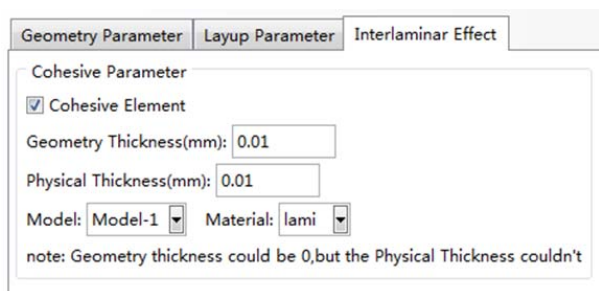 Geometry Parameter Layup Parameter Interlaminar Effect
Cohesive Parameter
Cohesive Element
Geometry Thickness(mm): 0.01
Physical Thickness(mm): 0.01
Model: Model-1 Material: lami
note: Geometry thickness could be 0,but the Physical Thickness couldn't